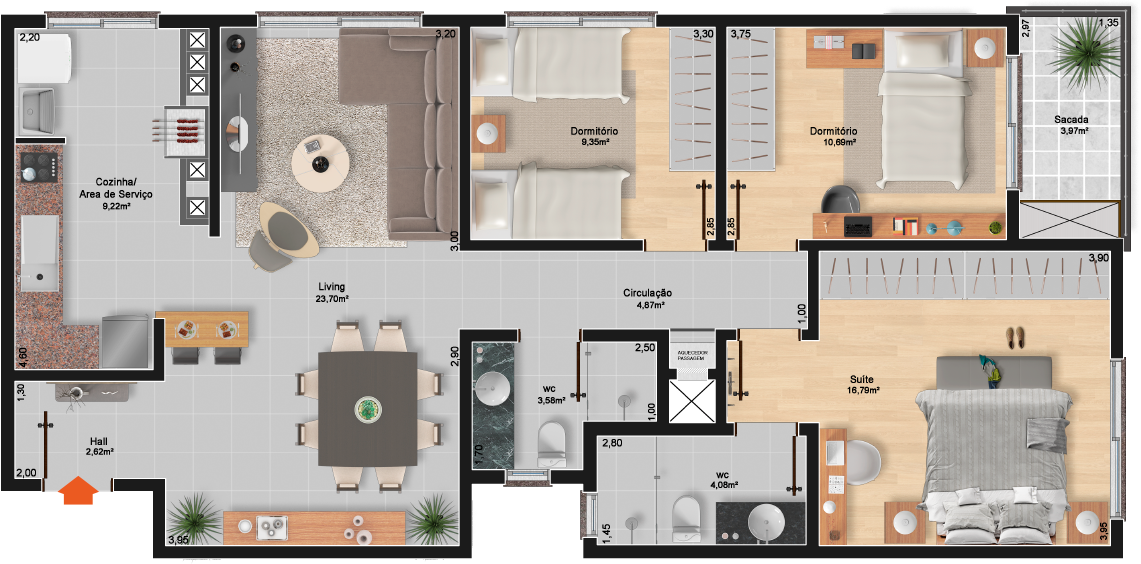 2,20
3,20
3,30
3,75
2,97
1,35
Sacada
3,97m²
Dormitório
9,35m²
Dormitório
10,69m²
Cozinha/
Area de Serviço
9,22m²
2,85
2,85
3,00
3,90
Living
23,70m²
Circulação
4,87m²
1,00
4,60
2,90
2,50
AQUECEDOR
PASSAGEM
1,30
wc
3,58m²
Suíte
16,79m²
1,00
Hall
2,62m²
2,00
1,70
2,80
wc
4,08m²
1,45
3,95
3,95